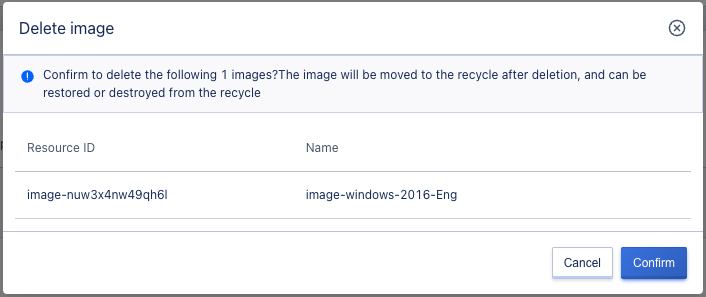 Delete image
Confirm to delete the following 1 images?The image will be moved to the recycle after deletion, and can be
restored or destroyed from the recycle
Resource ID Name
image-nuw3x4nw49qh6l image-windows-2016-Eng
Cancel Confirm